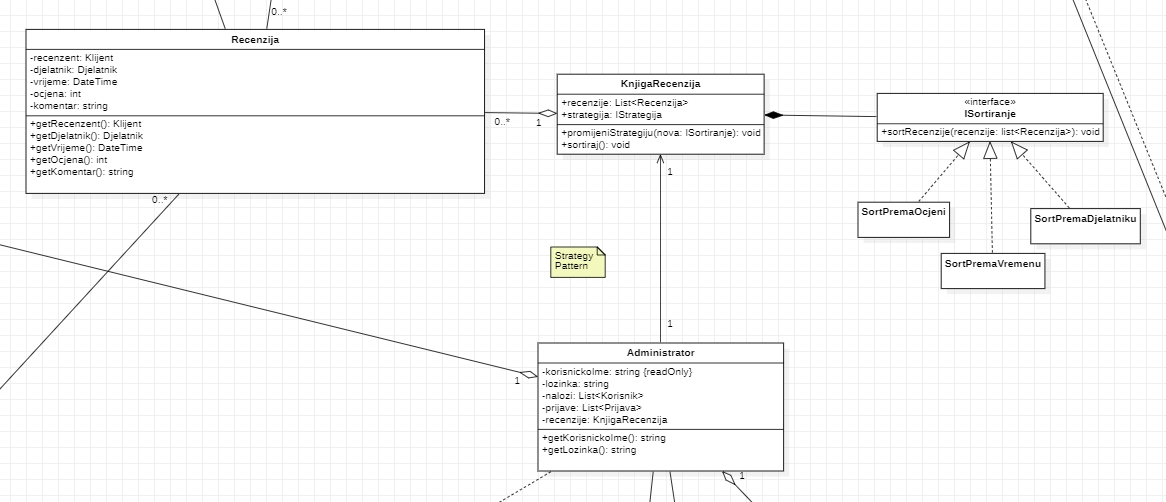 0..*
Recenzija
-recenzent: Klijent
-djelatnik: Djelatnik
-vrijeme: DateTime
-ocjena: int
-komentar: string
+getRecenzent(): Klijent
+getDjelatnik(): Djelatnik
+getVrijeme(): DateTime
+getOcjena(): int
+getKomentar(): string
0..*
0..*
1
KnjigaRecenzija
+recenzije: List<Recenzija>
+strategija: IStrategija
+promijeniStrategiju(nova: ISortiranje): void
+sortiraj(): void
«interface»
ISortiranje
+sortRecenzije(recenzije: list<Recenzija>): void
SortPremaOcjeni
SortPremaDjelatniku
SortPremaVremenu
1
Strategy
Pattern
1
1
Administrator
-korisnickoIme: string {readOnly}
-lozinka: string
-nalozi: List<Korisnik>
-prijave: List<Prijava>
-recenzije: KnjigaRecenzija
+getKorisnickoIme(): string
+getLozinka(): string
1